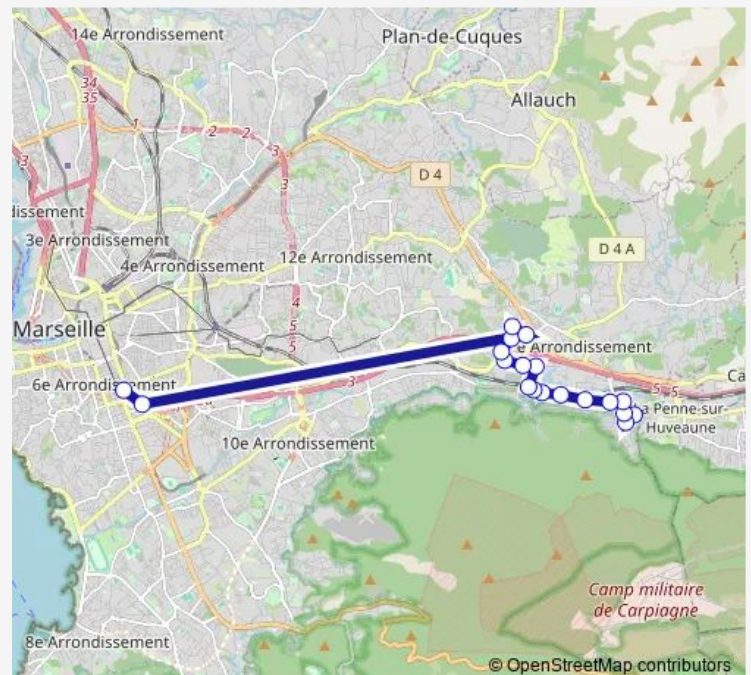 14e Arrondissement
Plan-de-Cuques
34
35
Allauch
1
2
2
3
3
3
D 4
dissement
3e Arrondissement
4e Arrondissement
12e Arrondissement
D 4 A
4
5
5
Marseille
e Arrondissement
6e Arrondissement
3
5
5
Ca
a Penne-sur-
Huveaune
10e Arrondissement
Camp militaire
de Carpiagne
8e Arrondissement
© OpenStreetMap contributors